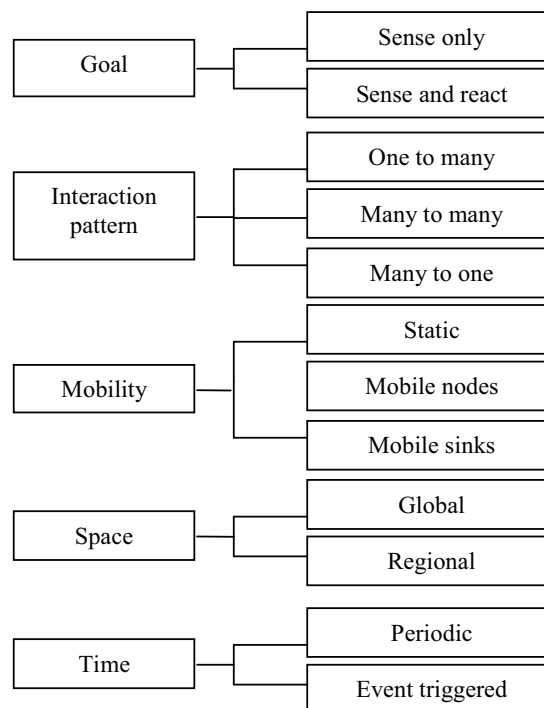 Goal
Sense only
Sense and react
Interaction
pattern
One to many
Many to many
Many to one
Mobility
Static
Mobile nodes
Mobile sinks
Space
Global
Regional
Time
Periodic
Event triggered